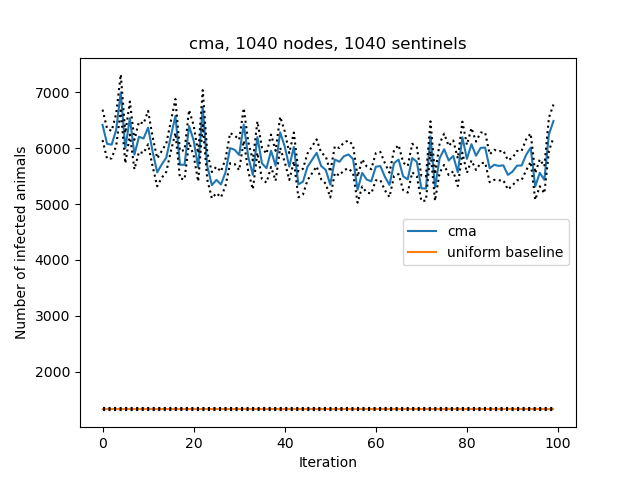 cma, 1040 nodes, 1040 sentinels
Number of infected animals
7000
6000
5000
4000
3000
2000
cma
uniform baseline
0
20
40
60
80
100
Iteration